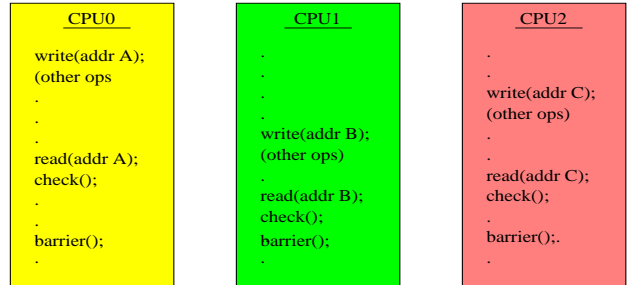 CPU0
write(addr A);
(other ops
.
.
.
read(addr A);
check();
.
.
barrier();
.
CPU1
.
.
.
.
write(addr B);
(other ops)
.
read(addr B);
check();
barrier();
.
CPU2
.
.
write(addr C);
(other ops)
.
.
read(addr C);
check();
.
barrier();.
.